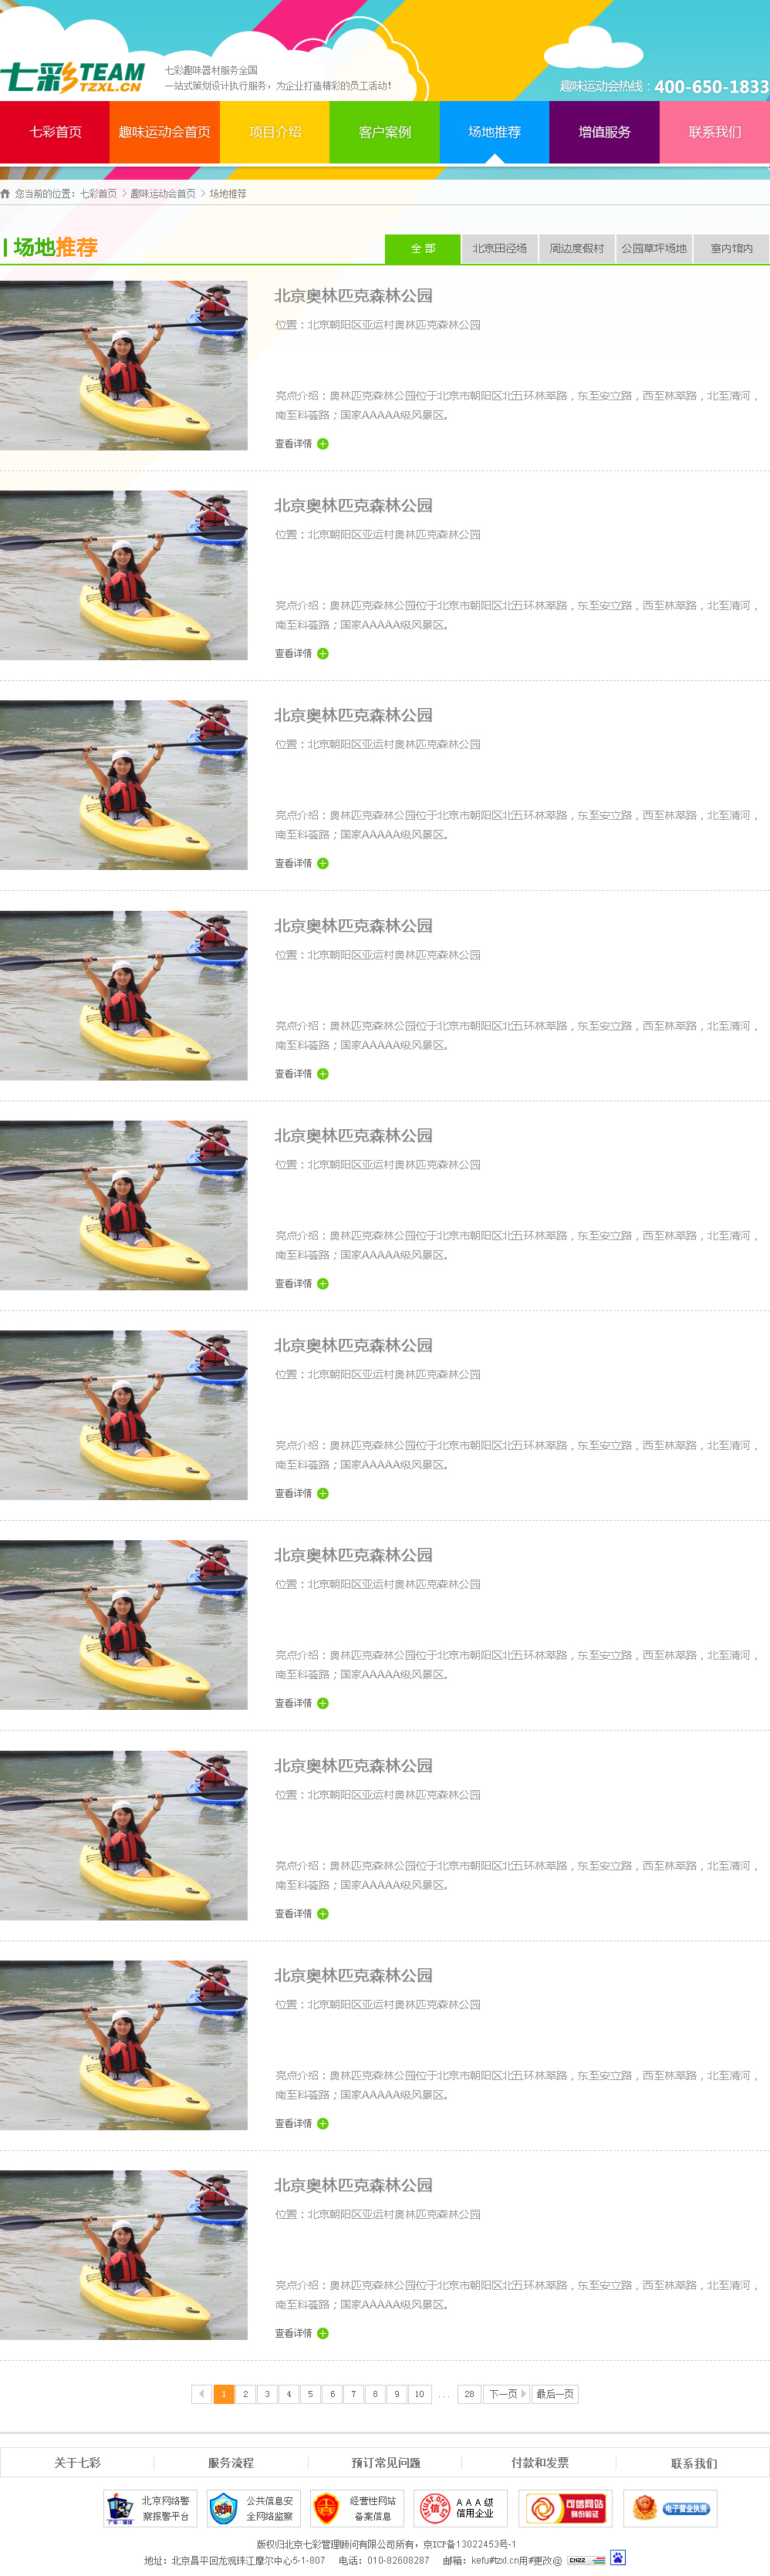 七彩TEAM
TZXL.CN
七彩趣味器材服务全国
一站式策划设计执行服务，为企业打造精彩的员工活动！
趣味运动会热线：400-650-1833
七彩首页 趣味运动会首页 项目介绍 客户案例 场地推荐 增值服务 联系我们
您当前的位置：七彩首页 > 趣味运动会首页 > 场地推荐
场地推荐
全 部 北京田径场 周边度假村 公园草坪场地 室内馆内
北京奥林匹克森林公园
位置：北京朝阳区亚运村奥林匹克森林公园
亮点介绍：奥林匹克森林公园位于北京市朝阳区北五环林萃路，东至安立路，西至林萃路，北至清河，
南至科荟路；国家AAAAA级风景区。
查看详情
北京奥林匹克森林公园
位置：北京朝阳区亚运村奥林匹克森林公园
亮点介绍：奥林匹克森林公园位于北京市朝阳区北五环林萃路，东至安立路，西至林萃路，北至清河，
南至科荟路；国家AAAAA级风景区。
查看详情
北京奥林匹克森林公园
位置：北京朝阳区亚运村奥林匹克森林公园
亮点介绍：奥林匹克森林公园位于北京市朝阳区北五环林萃路，东至安立路，西至林萃路，北至清河，
南至科荟路；国家AAAAA级风景区。
查看详情
北京奥林匹克森林公园
位置：北京朝阳区亚运村奥林匹克森林公园
亮点介绍：奥林匹克森林公园位于北京市朝阳区北五环林萃路，东至安立路，西至林萃路，北至清河，
南至科荟路；国家AAAAA级风景区。
查看详情
北京奥林匹克森林公园
位置：北京朝阳区亚运村奥林匹克森林公园
亮点介绍：奥林匹克森林公园位于北京市朝阳区北五环林萃路，东至安立路，西至林萃路，北至清河，
南至科荟路；国家AAAAA级风景区。
查看详情
北京奥林匹克森林公园
位置：北京朝阳区亚运村奥林匹克森林公园
亮点介绍：奥林匹克森林公园位于北京市朝阳区北五环林萃路，东至安立路，西至林萃路，北至清河，
南至科荟路；国家AAAAA级风景区。
查看详情
北京奥林匹克森林公园
位置：北京朝阳区亚运村奥林匹克森林公园
亮点介绍：奥林匹克森林公园位于北京市朝阳区北五环林萃路，东至安立路，西至林萃路，北至清河，
南至科荟路；国家AAAAA级风景区。
查看详情
北京奥林匹克森林公园
位置：北京朝阳区亚运村奥林匹克森林公园
亮点介绍：奥林匹克森林公园位于北京市朝阳区北五环林萃路，东至安立路，西至林萃路，北至清河，
南至科荟路；国家AAAAA级风景区。
查看详情
北京奥林匹克森林公园
位置：北京朝阳区亚运村奥林匹克森林公园
亮点介绍：奥林匹克森林公园位于北京市朝阳区北五环林萃路，东至安立路，西至林萃路，北至清河，
南至科荟路；国家AAAAA级风景区。
查看详情
北京奥林匹克森林公园
位置：北京朝阳区亚运村奥林匹克森林公园
亮点介绍：奥林匹克森林公园位于北京市朝阳区北五环林萃路，东至安立路，西至林萃路，北至清河，
南至科荟路；国家AAAAA级风景区。
查看详情
1 2 3 4 5 6 7 8 9 10 ... 28 下一页 最后一页
关于七彩 服务流程 预订常见问题 付款和发票 联系我们
北京网络警
察报警平台
公共信息安
全网络监察
经营性网站
备案信息
AAA级
信用企业
可信网站
身份验证
电子营业执照
版权归北京七彩管理顾问有限公司所有，京ICP备13022453号-1
地址：北京昌平回龙观珠江摩尔中心5-1-807 电话：010-82608287 邮箱：kefu#tzxl.cn用#更改@ CNZZ